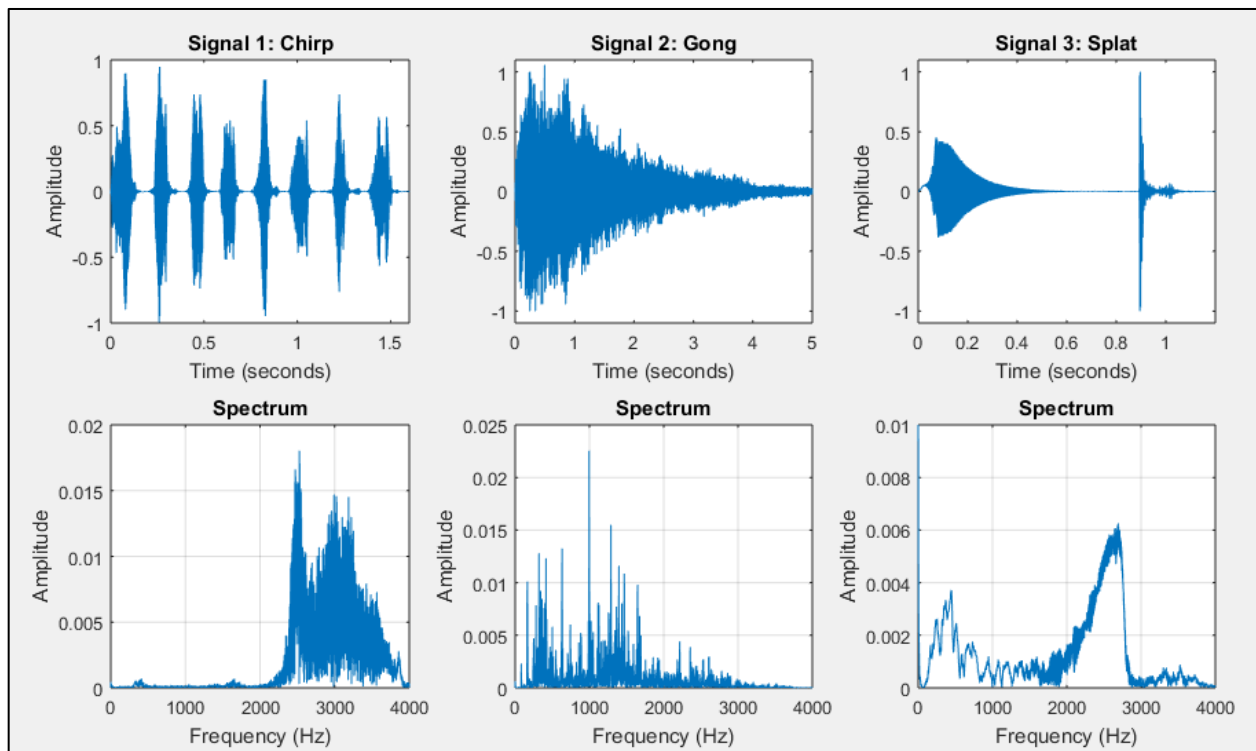 Signal 1: Chirp
1
0.5
0
-0.5
-1
Amplitude
0 0.5 1 1.5
Time (seconds)
Signal 2: Gong
1
0.5
0
-0.5
-1
Amplitude
0 1 2 3 4 5
Time (seconds)
Signal 3: Splat
1
0.5
0
-0.5
-1
Amplitude
0 0.2 0.4 0.6 0.8 1
Time (seconds)
Spectrum
0.02
0.015
0.01
0.005
0
Amplitude
0 1000 2000 3000 4000
Frequency (Hz)
Spectrum
0.025
0.02
0.015
0.01
0.005
0
Amplitude
0 1000 2000 3000 4000
Frequency (Hz)
Spectrum
0.01
0.008
0.006
0.004
0.002
0
Amplitude
0 1000 2000 3000 4000
Frequency (Hz)